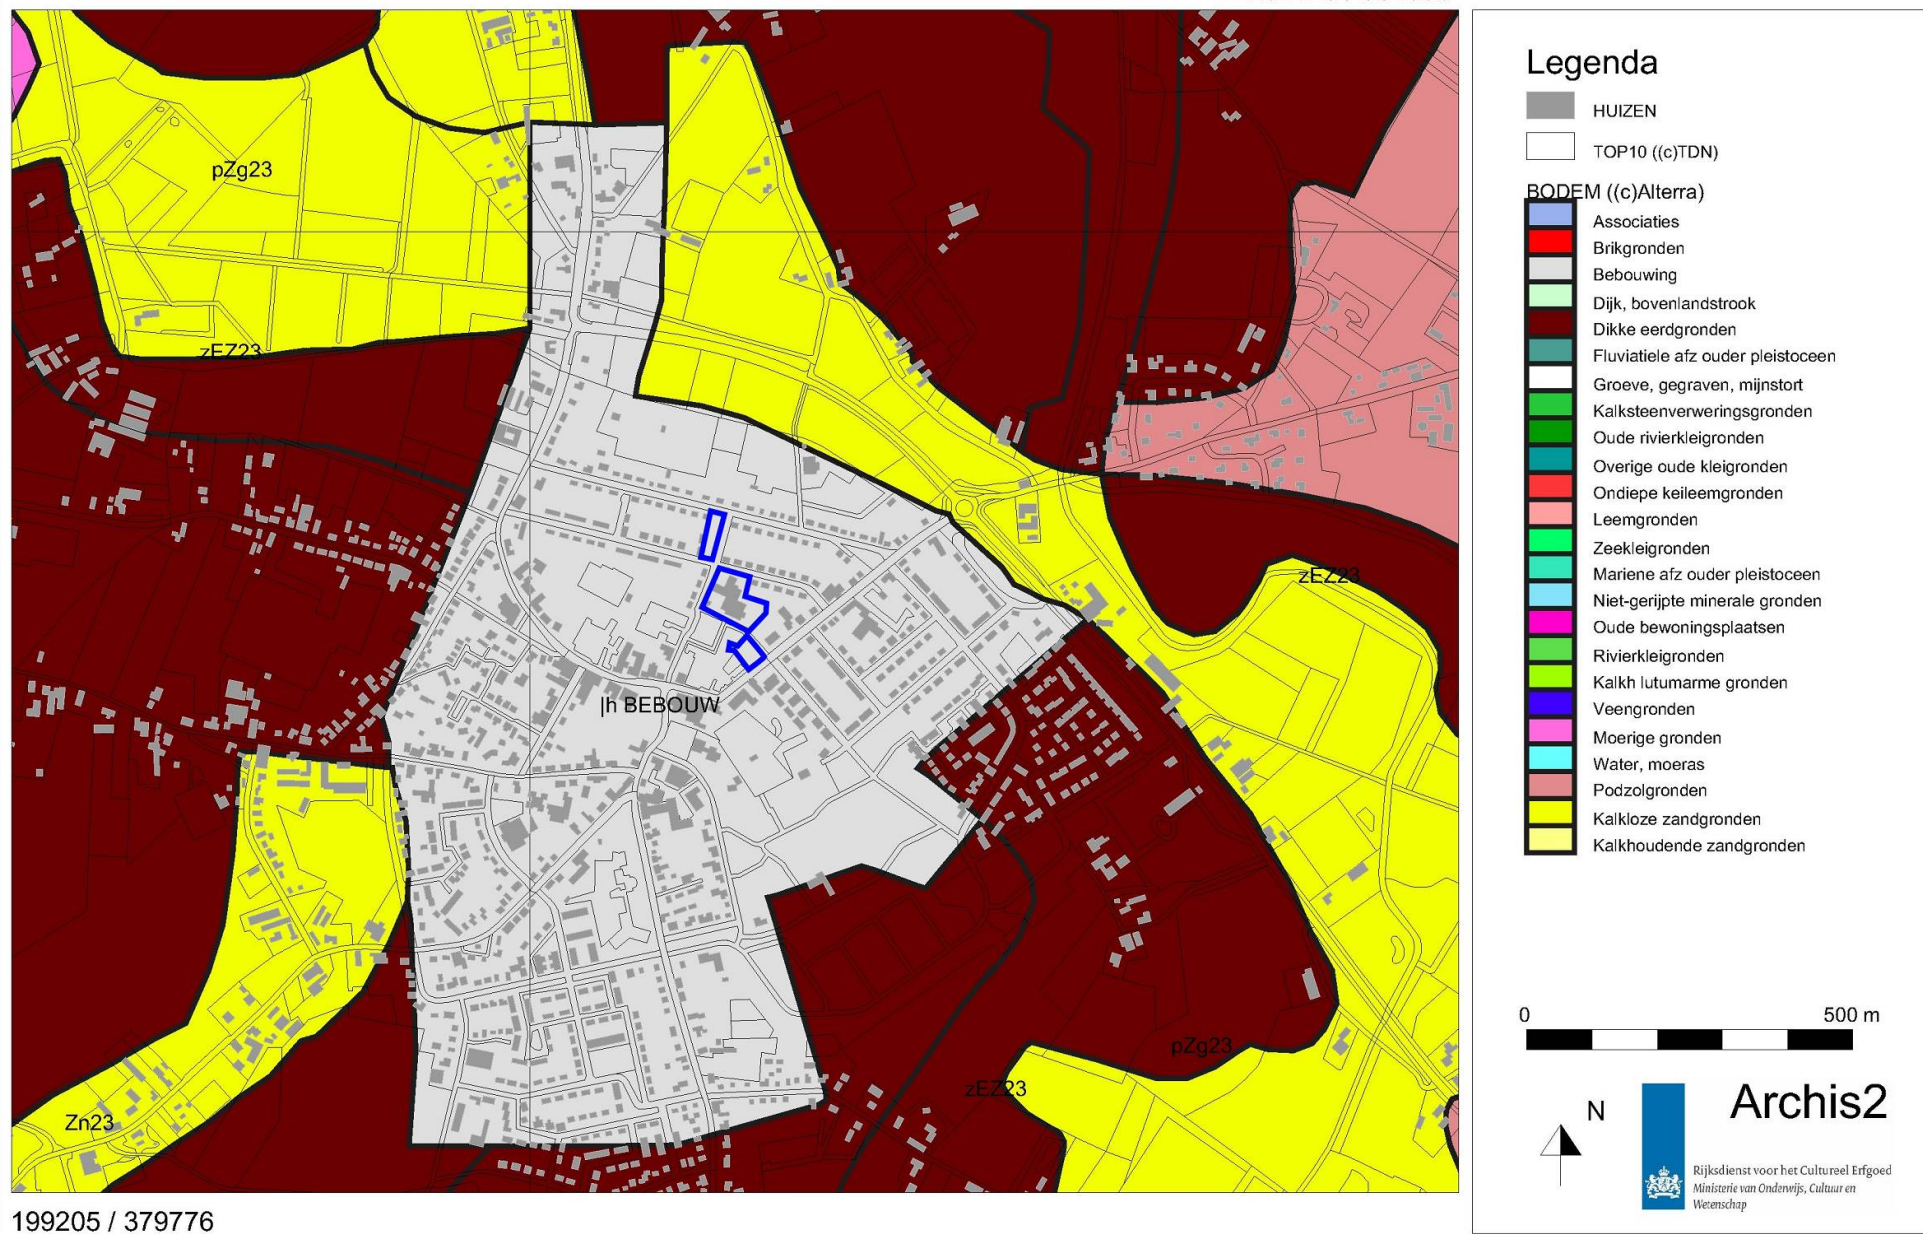 pZg23
zEZ23
zEZ23
|h BEBOUW
pZg23
zEZ23
Zn23
199205 / 379776
Legenda
HUIZEN
TOP10 ((c)TDN)
BODEM ((c)Alterra)
Associaties
Brikgronden
Bebouwing
Dijk, bovenlandstrook
Dikke eerdgronden
Fluviatiele afz ouder pleistoceen
Groeve, gegraven, mijnstort
Kalksteenverweringsgronden
Oude rivierkleigronden
Overige oude kleigronden
Ondiepe keileemgronden
Leemgronden
Zeekleigronden
Mariene afz ouder pleistoceen
Niet-gerijpte minerale gronden
Oude bewoningsplaatsen
Rivierkleigronden
Kalkh lutumarme gronden
Veengronden
Moerige gronden
Water, moeras
Podzolgronden
Kalkloze zandgronden
Kalkhoudende zandgronden
0 500 m
N
Archis2
Rijksdienst voor het Cultureel Erfgoed
Ministerie van Onderwijs, Cultuur en
Wetenschap